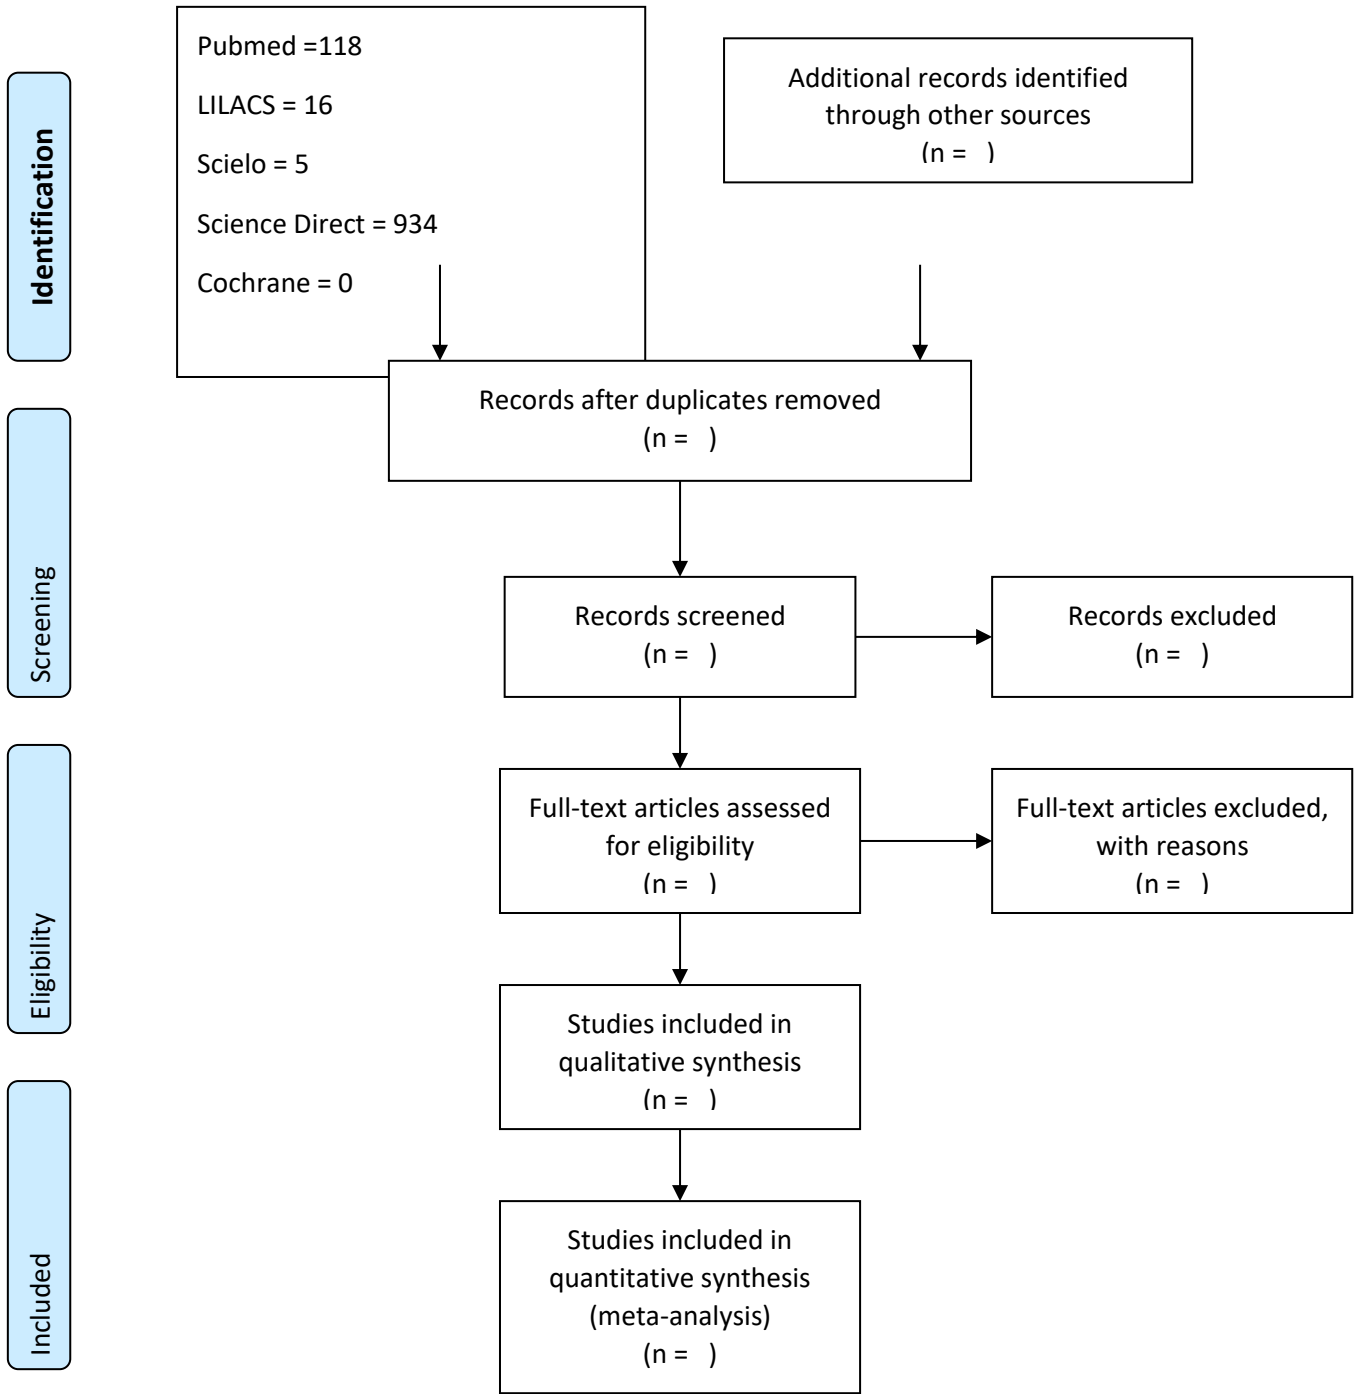 Identification
Pubmed =118
LILACS = 16
Scielo = 5
Science Direct = 934
Cochrane = 0
Additional records identified
through other sources
(n =   )
Records after duplicates removed
(n =   )
Screening
Records screened
(n =   )
Records excluded
(n =   )
Eligibility
Full-text articles assessed
for eligibility
(n =   )
Full-text articles excluded,
with reasons
(n =   )
Studies included in
qualitative synthesis
(n =   )
Included
Studies included in
quantitative synthesis
(meta-analysis)
(n =   )